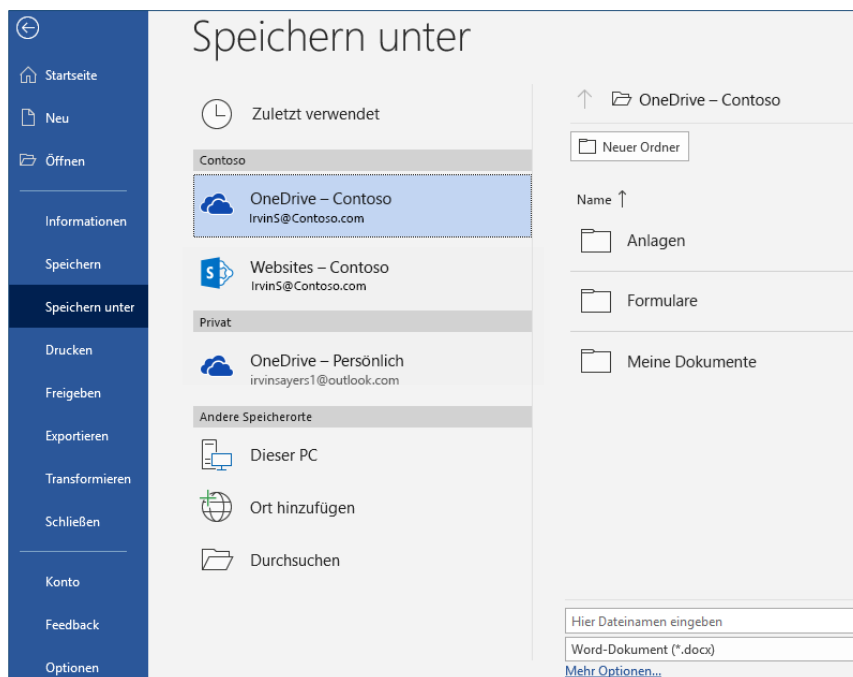 Speichern unter
Startseite
Neu
Öffnen
Informationen
Speichern
Speichern unter
Drucken
Freigeben
Exportieren
Transformieren
Schließen
Konto
Feedback
Optionen
Zuletzt verwendet
Contoso
OneDrive – Contoso
IrvinS@Contoso.com
Websites – Contoso
IrvinS@Contoso.com
Privat
OneDrive – Persönlich
irvinsayers1@outlook.com
Andere Speicherorte
Dieser PC
Ort hinzufügen
Durchsuchen
OneDrive – Contoso
Neuer Ordner
Name ↑
Anlagen
Formulare
Meine Dokumente
Hier Dateinamen eingeben
Word-Dokument (*.docx)
Mehr Optionen...